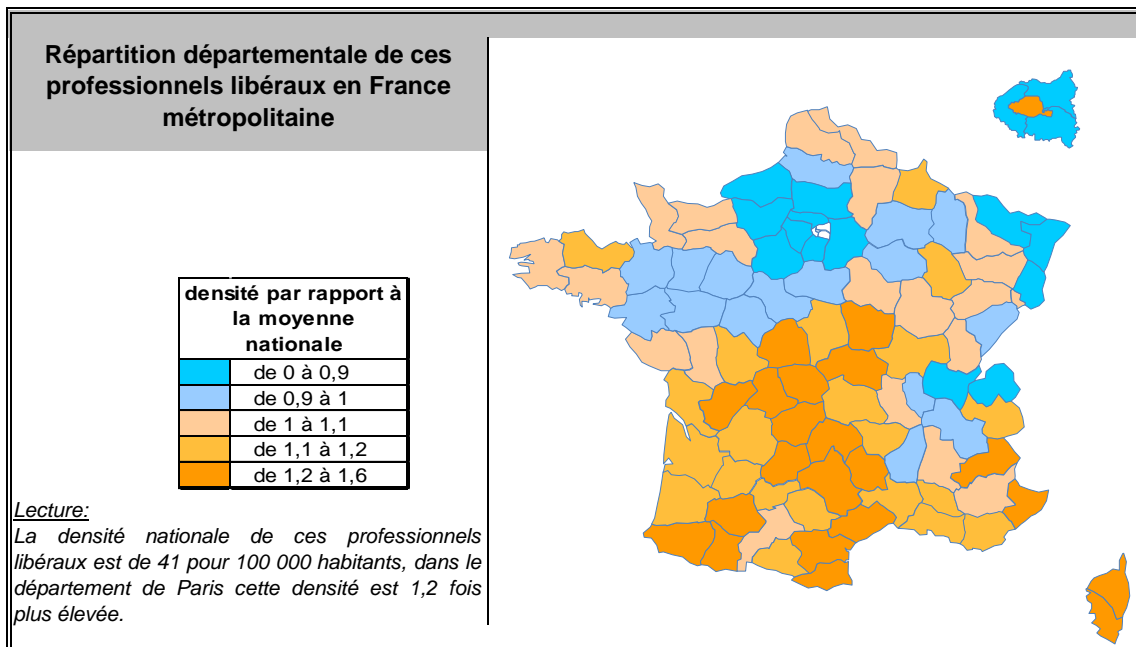 Répartition départementale de ces
professionnels libéraux en France
métropolitaine
densité par rapport à
la moyenne
nationale
de 0 à 0,9
de 0,9 à 1
de 1 à 1,1
de 1,1 à 1,2
de 1,2 à 1,6
Lecture:
La densité nationale de ces professionnels
libéraux est de 41 pour 100 000 habitants, dans le
département de Paris cette densité est 1,2 fois
plus élevée.